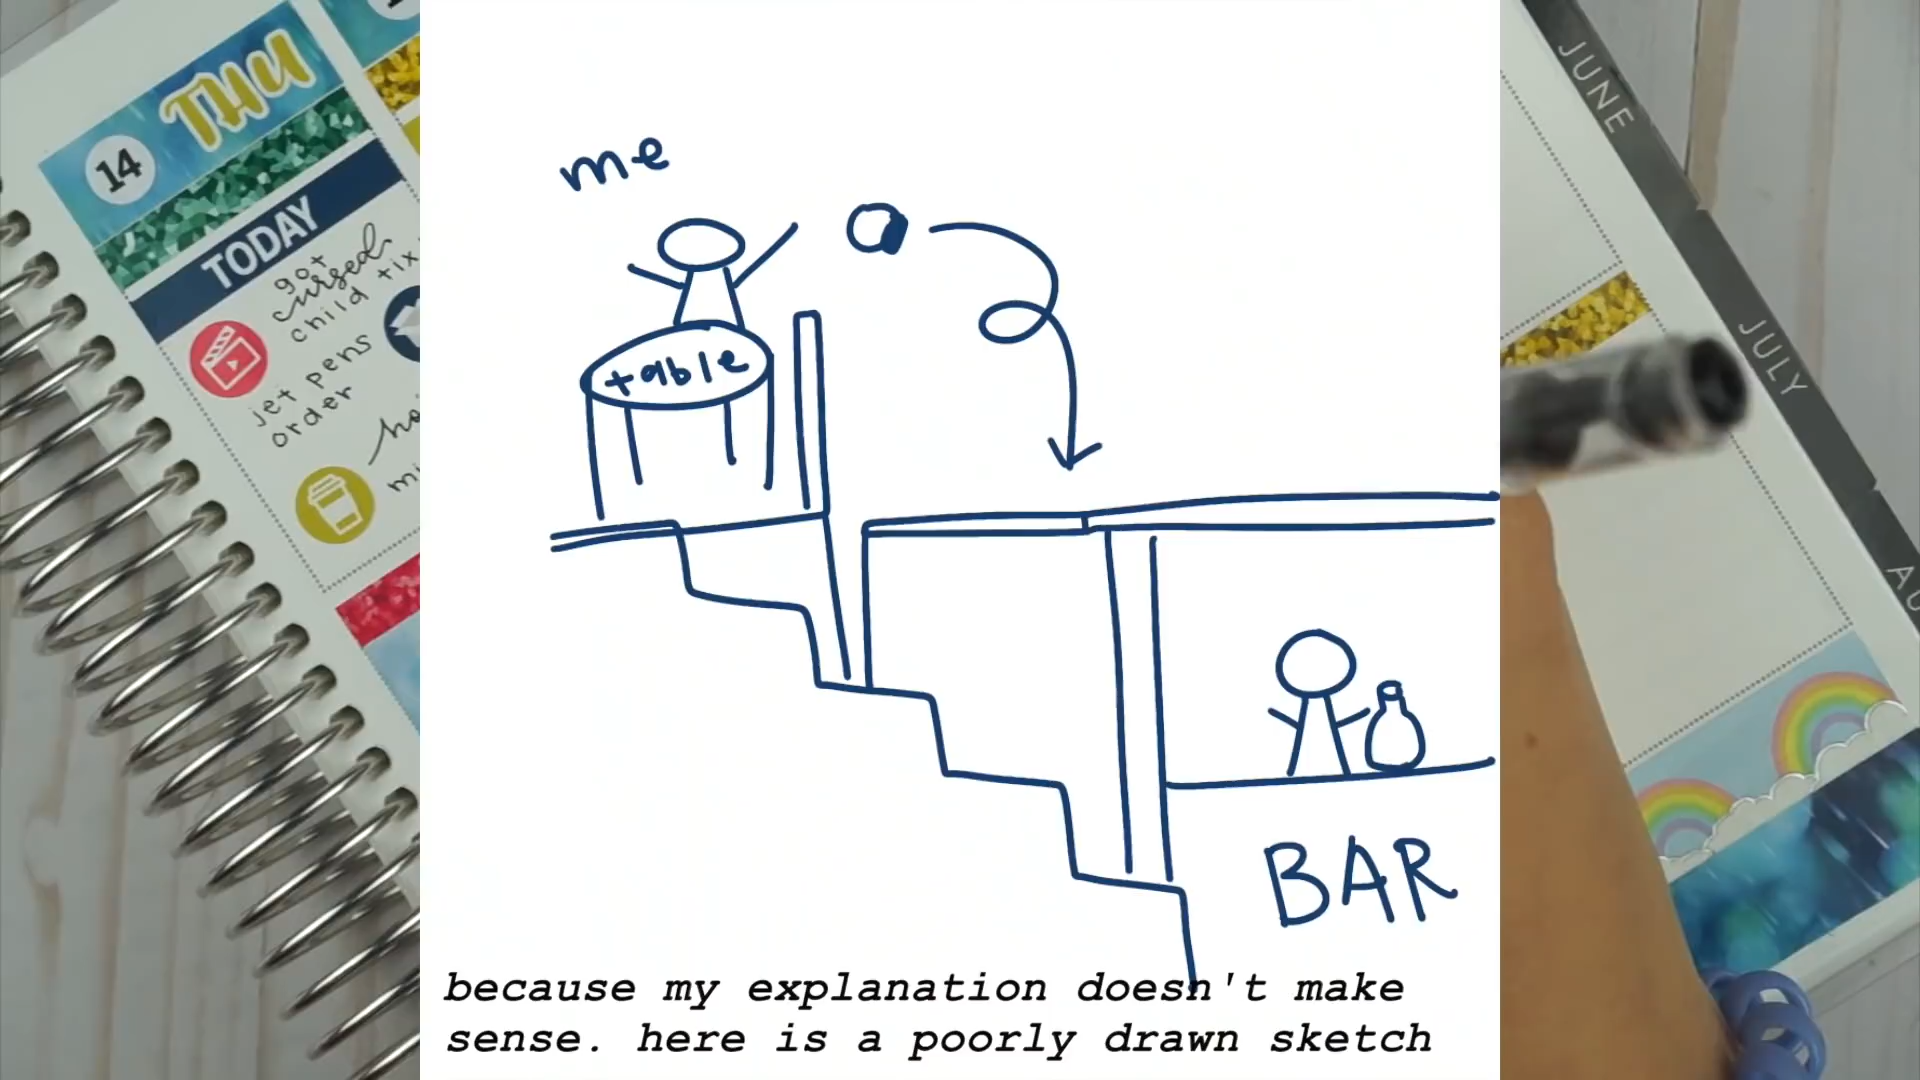 THU
14
TODAY
got
cursed
child tix
jet pens
order
me
table
BAR
because my explanation doesn't make
sense. here is a poorly drawn sketch
JUNE
JULY